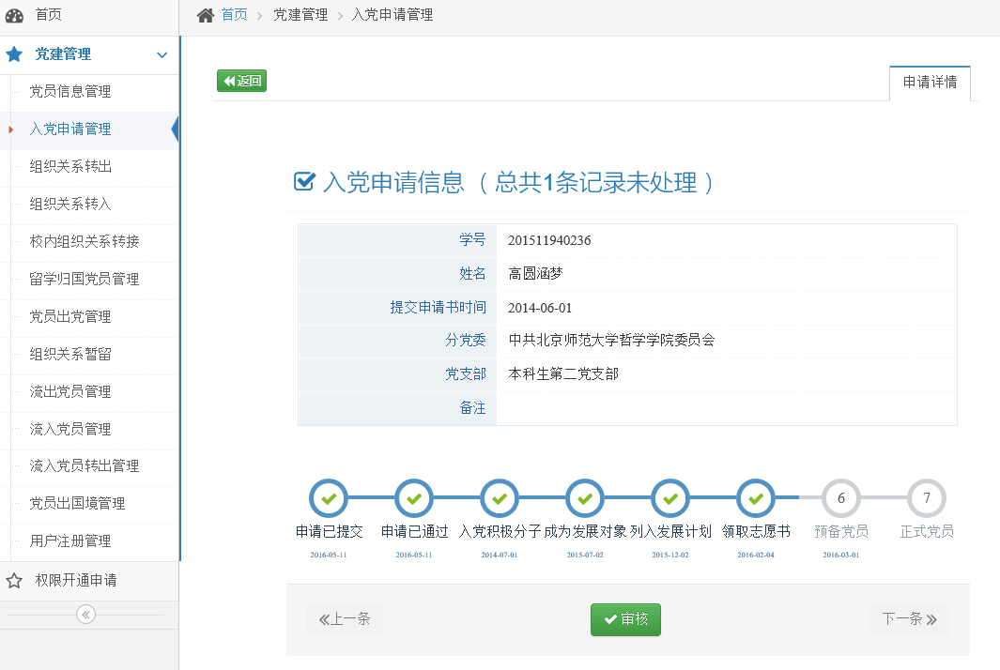 首页
党建管理
党员信息管理
入党申请管理
组织关系转出
组织关系转入
校内组织关系转接
留学归国党员管理
党员出党管理
组织关系暂留
流出党员管理
流入党员管理
流入党员转出管理
党员出国境管理
用户注册管理
权限开通申请
首页 > 党建管理 > 入党申请管理
返回
申请详情
入党申请信息（总共1条记录未处理）
学号 201511940236
姓名 高圆涵梦
提交申请书时间 2014-06-01
分党委 中共北京师范大学哲学学院委员会
党支部 本科生第二党支部
备注
6 7
申请已提交 申请已通过 入党积极分子 成为发展对象 列入发展计划 领取志愿书 预备党员 正式党员
2016-05-11 2016-05-11 2014-07-01 2015-07-02 2015-12-02 2016-02-04 2016-03-01
上一条 审核 下一条